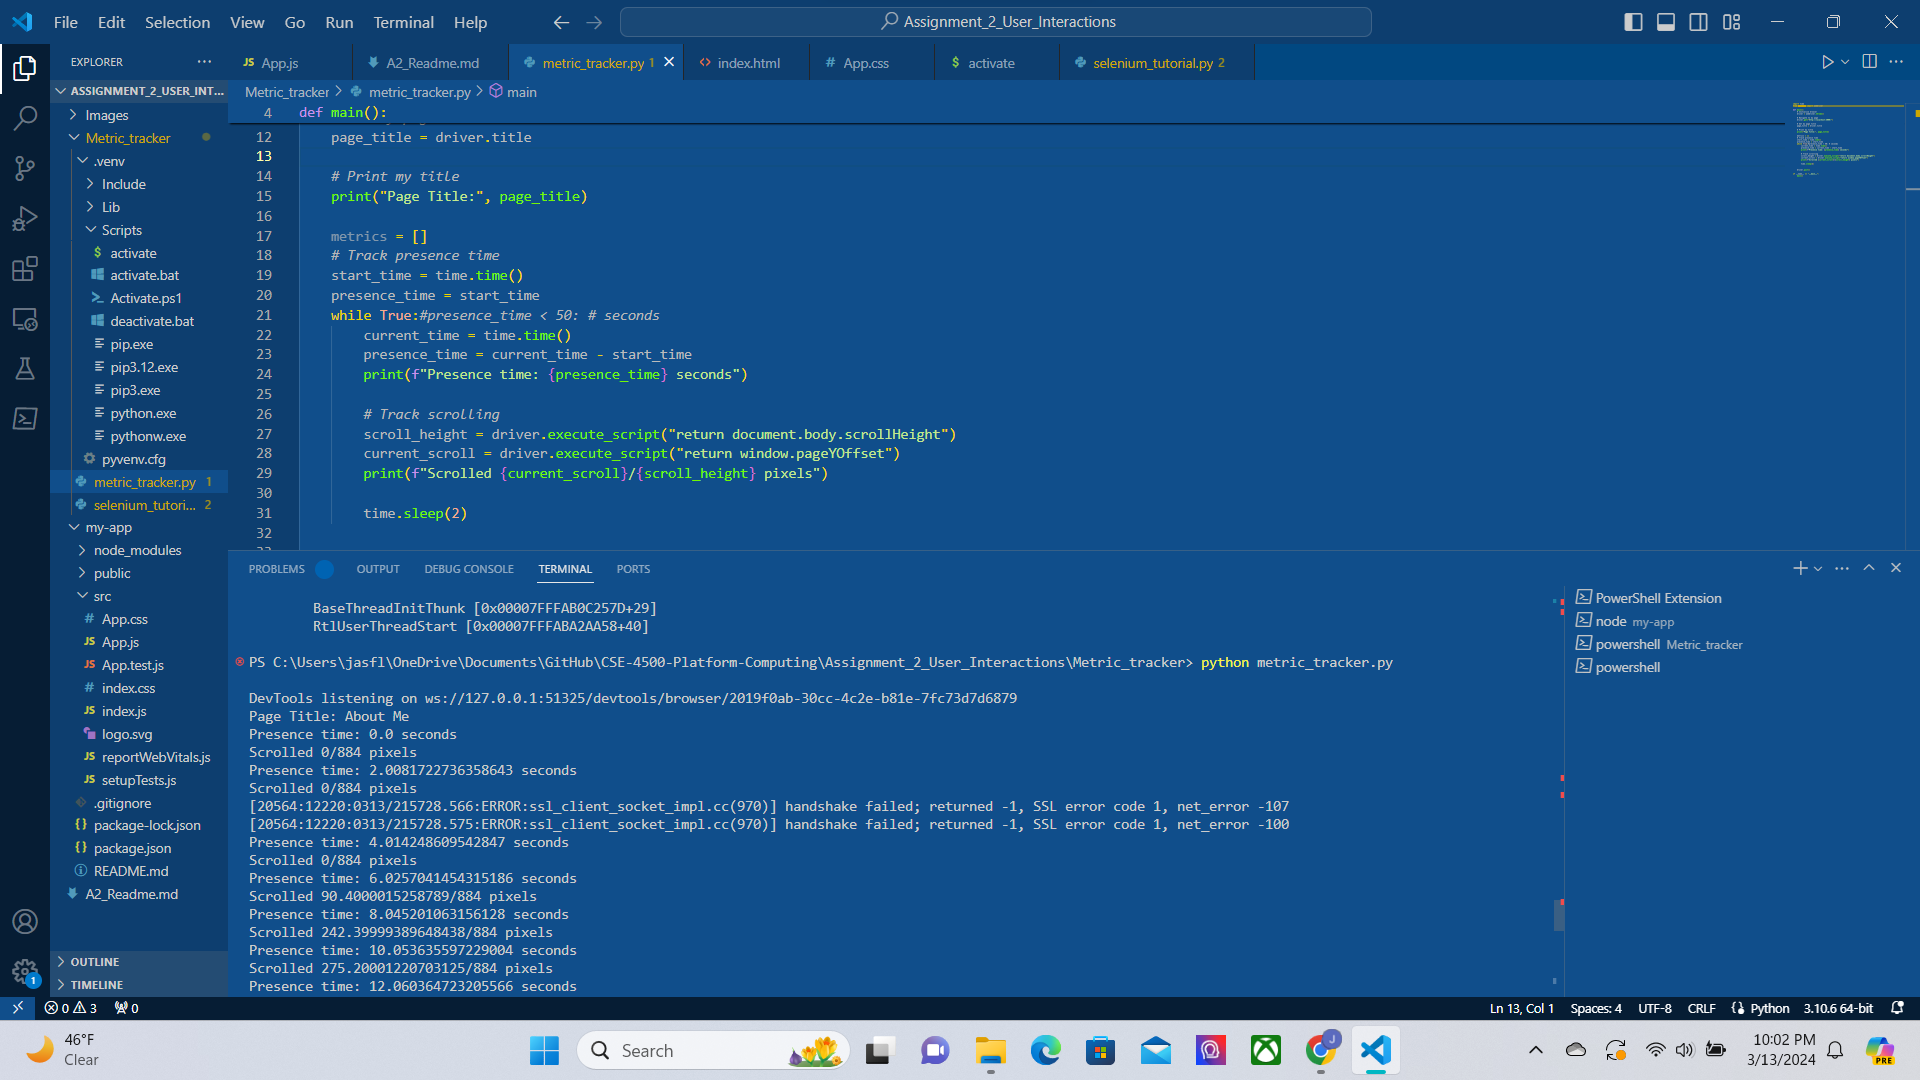 File Edit Selection View Go Run Terminal Help
Assignment_2_User_Interactions
EXPLORER
JS App.js
A2_Readme.md
metric_tracker.py 1
<> index.html
# App.css
$ activate
selenium_tutorial.py 2
ASSIGNMENT_2_USER_INT...
Images
Metric_tracker
.venv
Include
Lib
Scripts
$ activate
activate.bat
Activate.ps1
deactivate.bat
pip.exe
pip3.12.exe
pip3.exe
python.exe
pythonw.exe
pyvenv.cfg
metric_tracker.py 1
selenium_tutori... 2
my-app
node_modules
public
src
# App.css
JS App.js
JS App.test.js
# index.css
JS index.js
logo.svg
JS reportWebVitals.js
JS setupTests.js
.gitignore
{} package-lock.json
{} package.json
README.md
A2_Readme.md
OUTLINE
TIMELINE
Metric_tracker > metric_tracker.py > main
4 def main():
12 page_title = driver.title
13
14 # Print my title
15 print("Page Title:", page_title)
16
17 metrics = []
18 # Track presence time
19 start_time = time.time()
20 presence_time = start_time
21 while True:#presence_time < 50: # seconds
22 current_time = time.time()
23 presence_time = current_time - start_time
24 print(f"Presence time: {presence_time} seconds")
25
26 # Track scrolling
27 scroll_height = driver.execute_script("return document.body.scrollHeight")
28 current_scroll = driver.execute_script("return window.pageYOffset")
29 print(f"Scrolled {current_scroll}/{scroll_height} pixels")
30
31 time.sleep(2)
32
PROBLEMS OUTPUT DEBUG CONSOLE TERMINAL PORTS
BaseThreadInitThunk [0x00007FFFAB0C257D+29]
RtlUserThreadStart [0x00007FFFABA2AA58+40]
PS C:\Users\jasfl\OneDrive\Documents\GitHub\CSE-4500-Platform-Computing\Assignment_2_User_Interactions\Metric_tracker> python metric_tracker.py
DevTools listening on ws://127.0.0.1:51325/devtools/browser/2019f0ab-30cc-4c2e-b81e-7fc73d7d6879
Page Title: About Me
Presence time: 0.0 seconds
Scrolled 0/884 pixels
Presence time: 2.0081722736358643 seconds
Scrolled 0/884 pixels
[20564:12220:0313/215728.566:ERROR:ssl_client_socket_impl.cc(970)] handshake failed; returned -1, SSL error code 1, net_error -107
[20564:12220:0313/215728.575:ERROR:ssl_client_socket_impl.cc(970)] handshake failed; returned -1, SSL error code 1, net_error -100
Presence time: 4.014248609542847 seconds
Scrolled 0/884 pixels
Presence time: 6.0257041454315186 seconds
Scrolled 90.4000015258789/884 pixels
Presence time: 8.045201063156128 seconds
Scrolled 242.39999389648438/884 pixels
Presence time: 10.053635597229004 seconds
Scrolled 275.20001220703125/884 pixels
Presence time: 12.060364723205566 seconds
PowerShell Extension
node my-app
powershell Metric_tracker
powershell
1
0 3 0
Ln 13, Col 1 Spaces: 4 UTF-8 CRLF {} Python 3.10.6 64-bit
46°F
Clear
Search
J
10:02 PM
3/13/2024
PRE